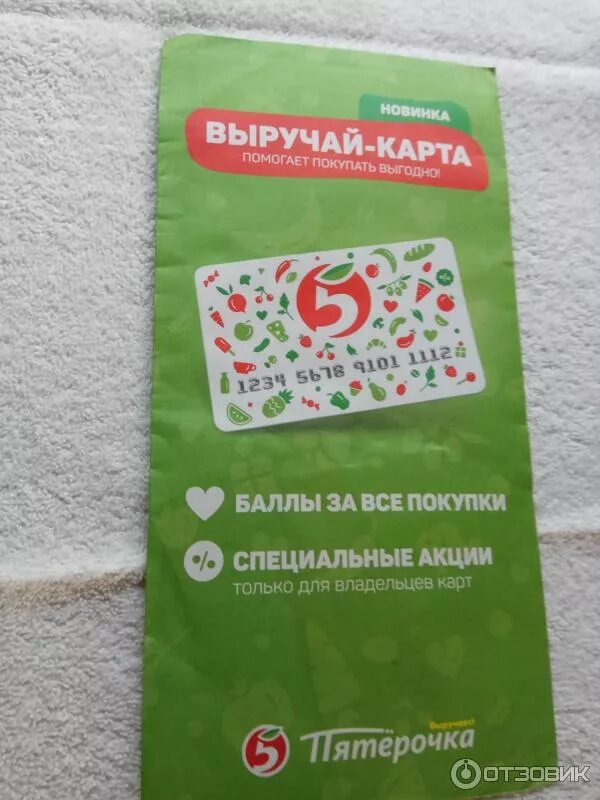 НОВИНКА
ВЫРУЧАЙ-КАРТА
ПОМОГАЕТ ПОКУПАТЬ ВЫГОДНО!
5
1234 5678 9101 1112
БАЛЛЫ ЗА ВСЕ ПОКУПКИ
% СПЕЦИАЛЬНЫЕ АКЦИИ
только для владельцев карт
Выручает!
5 Пятёрочка
ОТЗОВИК